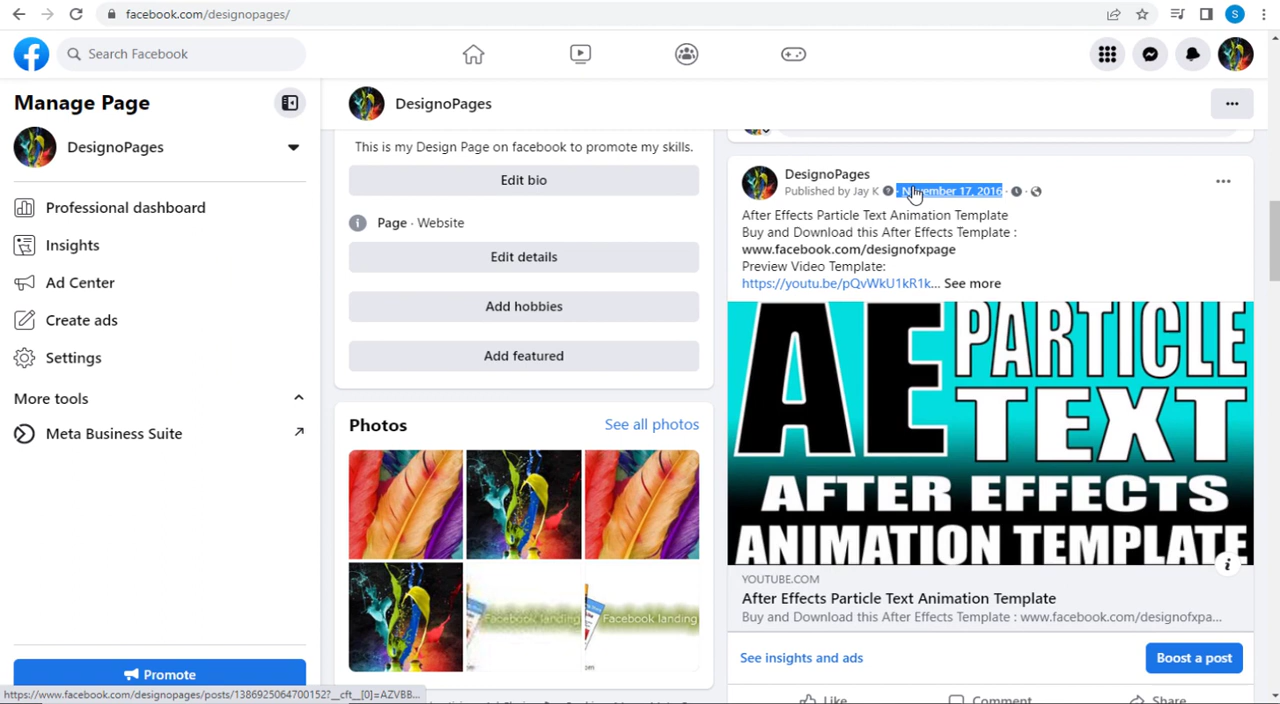 facebook.com/designopages/
S
Search Facebook
Manage Page
DesignoPages
Professional dashboard
Insights
Ad Center
Create ads
Settings
More tools
Meta Business Suite
Promote
https://www.facebook.com/designopages/posts/1386925064700152?__cft__[0]=AZVBB...
DesignoPages
This is my Design Page on facebook to promote my skills.
Edit bio
Page · Website
Edit details
Add hobbies
Add featured
Photos
See all photos
Facebook landing
Facebook landing
DesignoPages
Published by Jay K · November 17, 2016 ·
After Effects Particle Text Animation Template
Buy and Download this After Effects Template :
www.facebook.com/designofxpage
Preview Video Template:
https://youtu.be/pQvWkU1kR1k... See more
AE PARTICLE
TEXT
AFTER EFFECTS
ANIMATION TEMPLATE
YOUTUBE.COM
After Effects Particle Text Animation Template
Buy and Download this After Effects Template : www.facebook.com/designofxpa...
See insights and ads
Boost a post
Like
Comment
Share